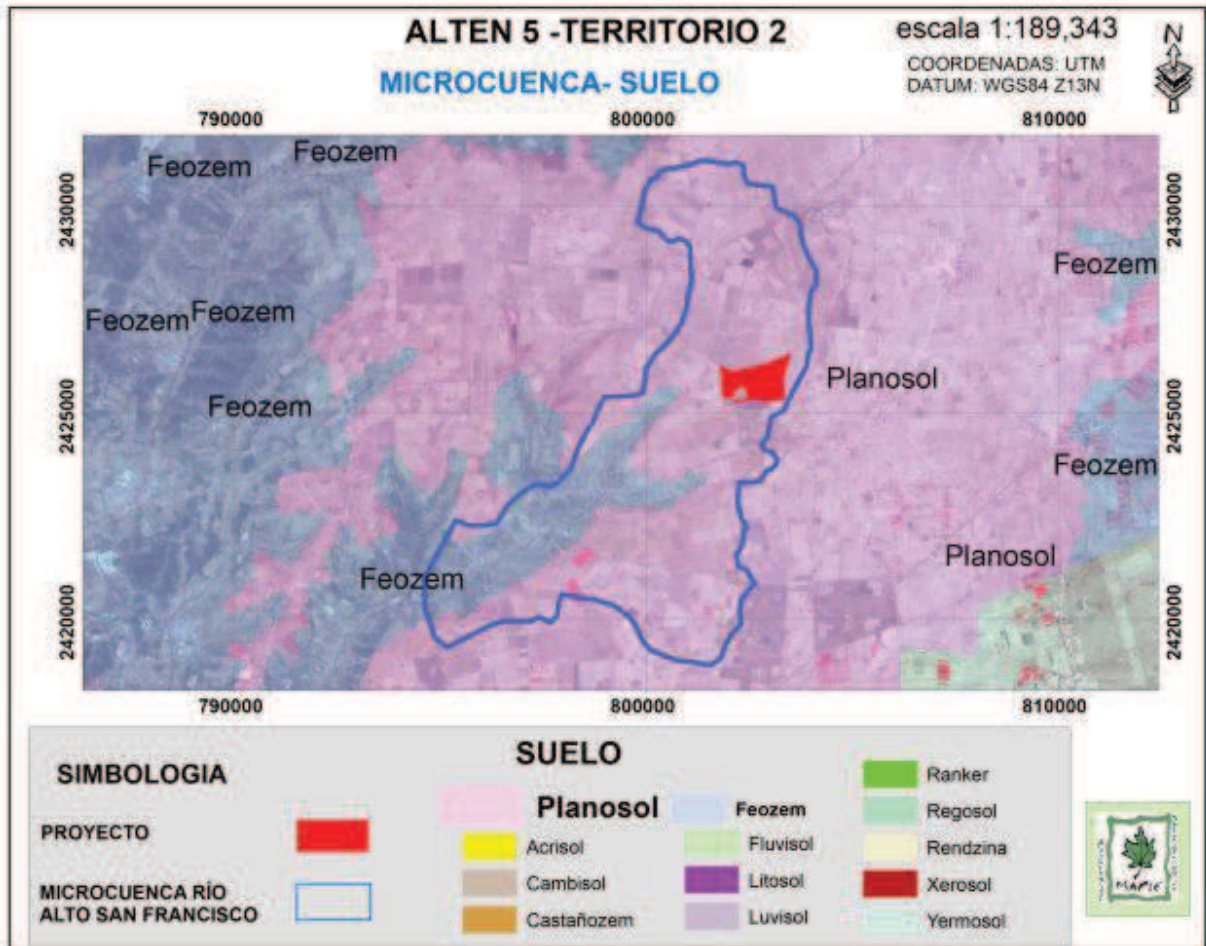 ALTEN 5 -TERRITORIO 2
escala 1:189,343
MICROCUENCA- SUELO
COORDENADAS: UTM
DATUM: WGS84 Z13N
N
790000
800000
810000
Feozem
Feozem
2430000
2430000
Feozem
Feozem
Feozem
Planosol
Feozem
2425000
2425000
Feozem
Planosol
Feozem
2420000
2420000
790000
800000
810000
SIMBOLOGIA
SUELO
PROYECTO
MICROCUENCA RÍO
ALTO SAN FRANCISCO
Planosol
Acrisol
Cambisol
Castañozem
Feozem
Fluvisol
Litosol
Luvisol
Ranker
Regosol
Rendzina
Xerosol
Yermosol
MAPLE